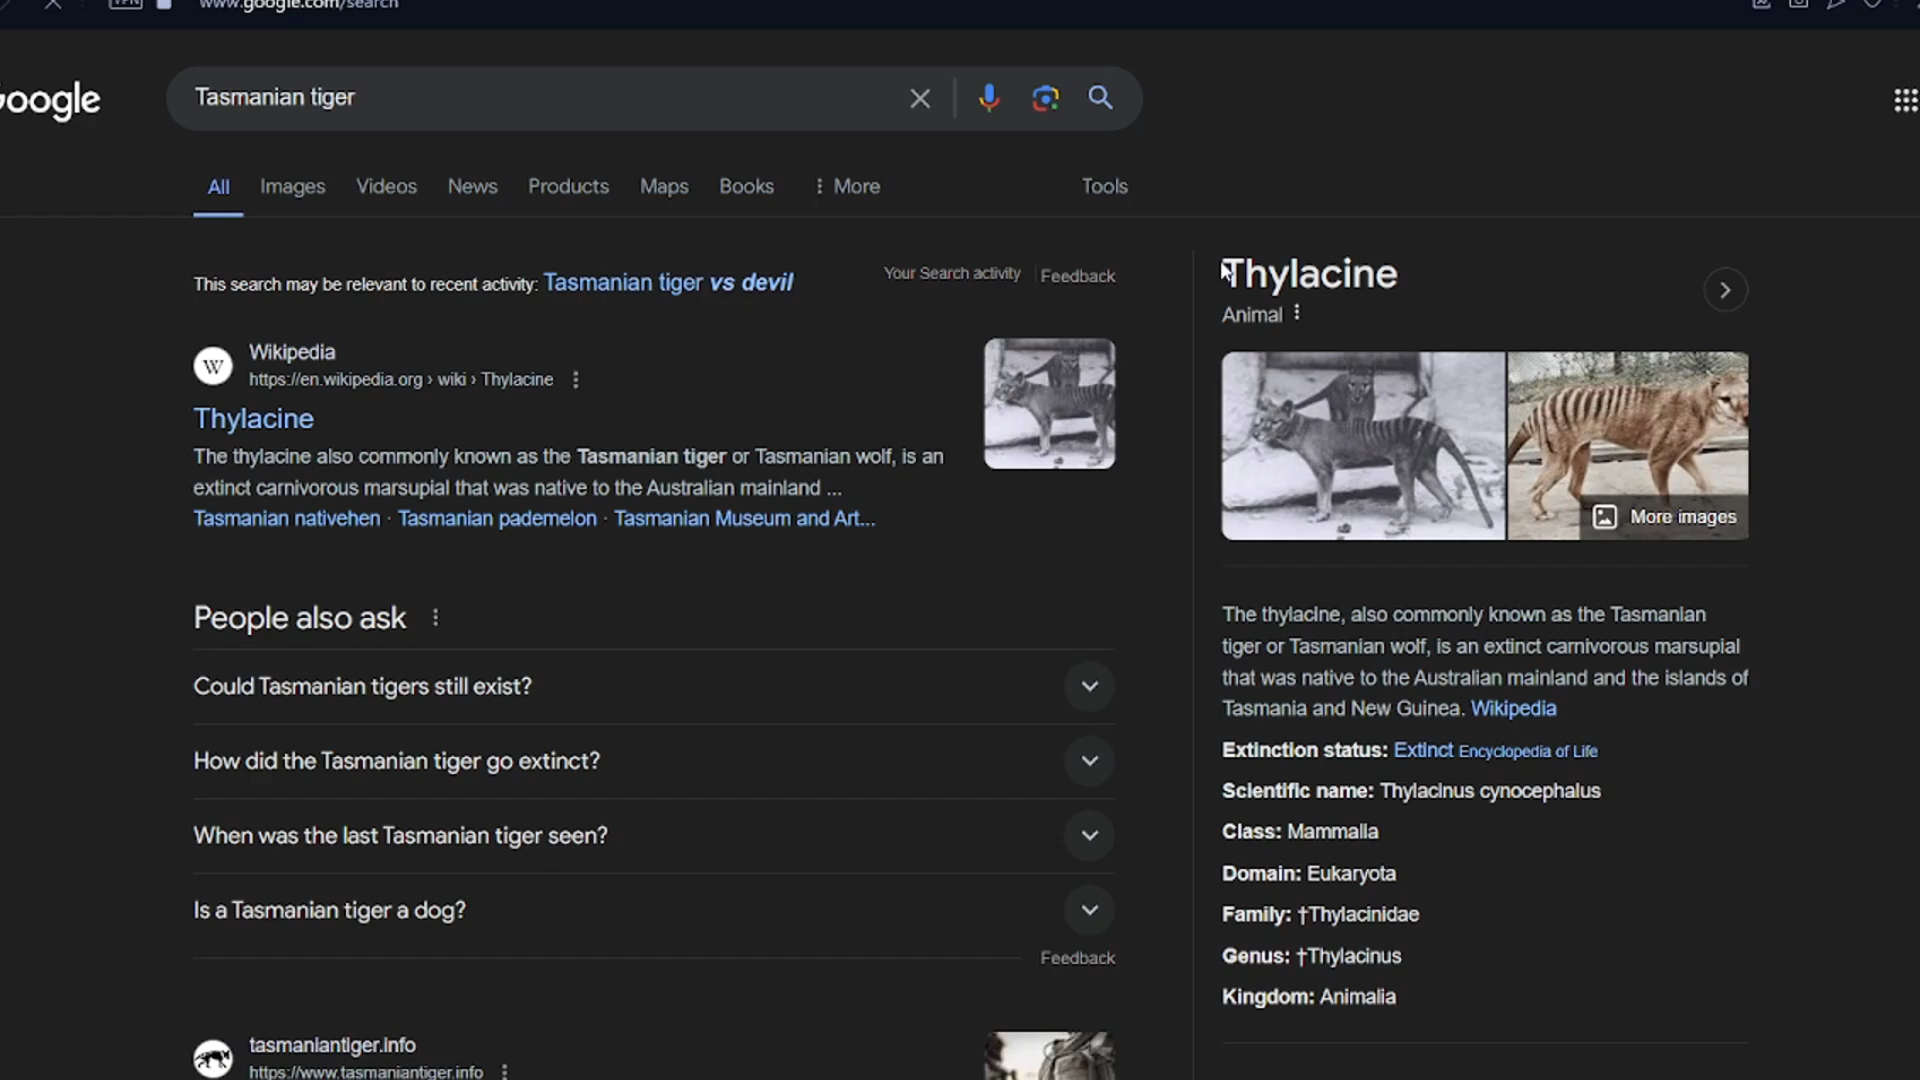 VPN
www.google.com/search
Google
Tasmanian tiger
All
Images
Videos
News
Products
Maps
Books
More
Tools
This search may be relevant to recent activity: Tasmanian tiger vs devil
Your Search activity
Feedback
W
Wikipedia
https://en.wikipedia.org › wiki › Thylacine
Thylacine
The thylacine also commonly known as the Tasmanian tiger or Tasmanian wolf, is an
extinct carnivorous marsupial that was native to the Australian mainland ...
Tasmanian nativehen · Tasmanian pademelon · Tasmanian Museum and Art...
People also ask
Could Tasmanian tigers still exist?
How did the Tasmanian tiger go extinct?
When was the last Tasmanian tiger seen?
Is a Tasmanian tiger a dog?
Feedback
tasmaniantiger.info
https://www.tasmaniantiger.info
Thylacine
Animal
More images
The thylacine, also commonly known as the Tasmanian
tiger or Tasmanian wolf, is an extinct carnivorous marsupial
that was native to the Australian mainland and the islands of
Tasmania and New Guinea. Wikipedia
Extinction status: Extinct Encyclopedia of Life
Scientific name: Thylacinus cynocephalus
Class: Mammalia
Domain: Eukaryota
Family: †Thylacinidae
Genus: †Thylacinus
Kingdom: Animalia